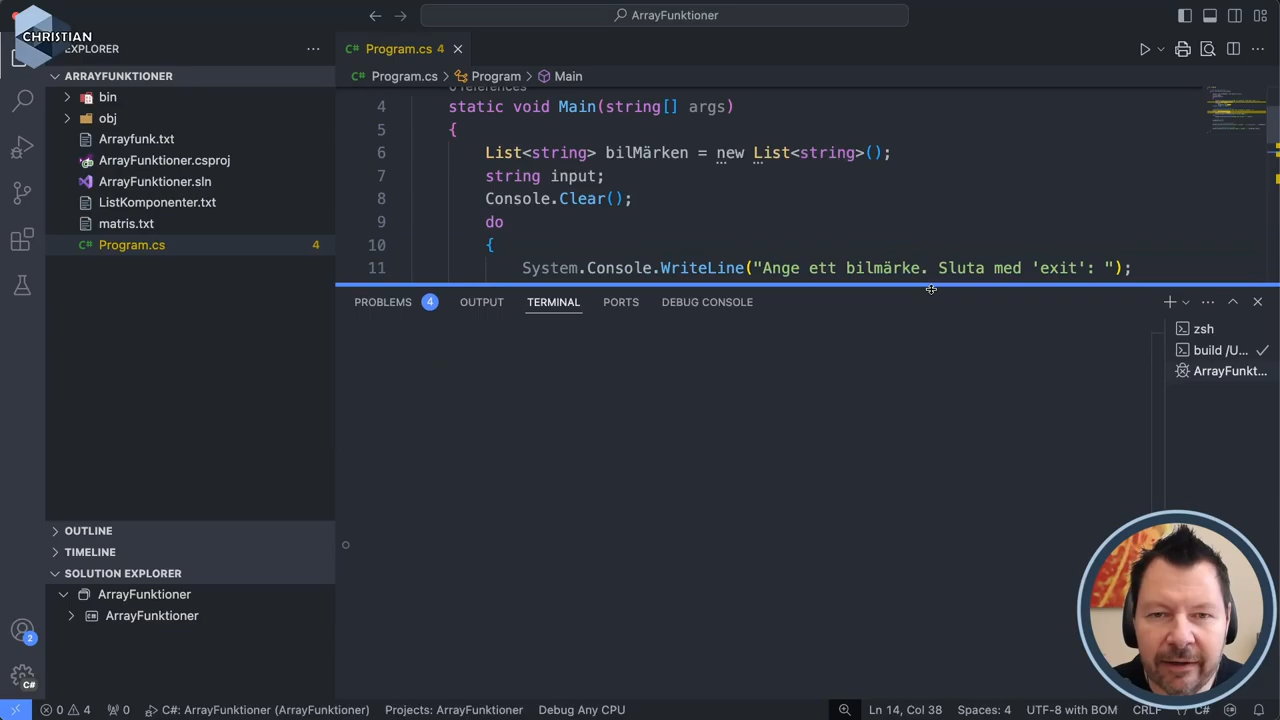 ArrayFunktioner
CHRISTIAN
EXPLORER
ARRAYFUNKTIONER
bin
obj
Arrayfunk.txt
ArrayFunktioner.csproj
ArrayFunktioner.sln
ListKomponenter.txt
matris.txt
Program.cs 4
OUTLINE
TIMELINE
SOLUTION EXPLORER
ArrayFunktioner
ArrayFunktioner
Program.cs 4
Program.cs > Program > Main
4 static void Main(string[] args)
5 {
6 List<string> bilMärken = new List<string>();
7 string input;
8 Console.Clear();
9 do
10 {
11 System.Console.WriteLine("Ange ett bilmärke. Sluta med 'exit': ");
PROBLEMS 4 OUTPUT TERMINAL PORTS DEBUG CONSOLE
zsh
build /U...
ArrayFunkt...
2
C#
0 4 0 C#: ArrayFunktioner (ArrayFunktioner) Projects: ArrayFunktioner Debug Any CPU Ln 14, Col 38 Spaces: 4 UTF-8 with BOM CRLF C#